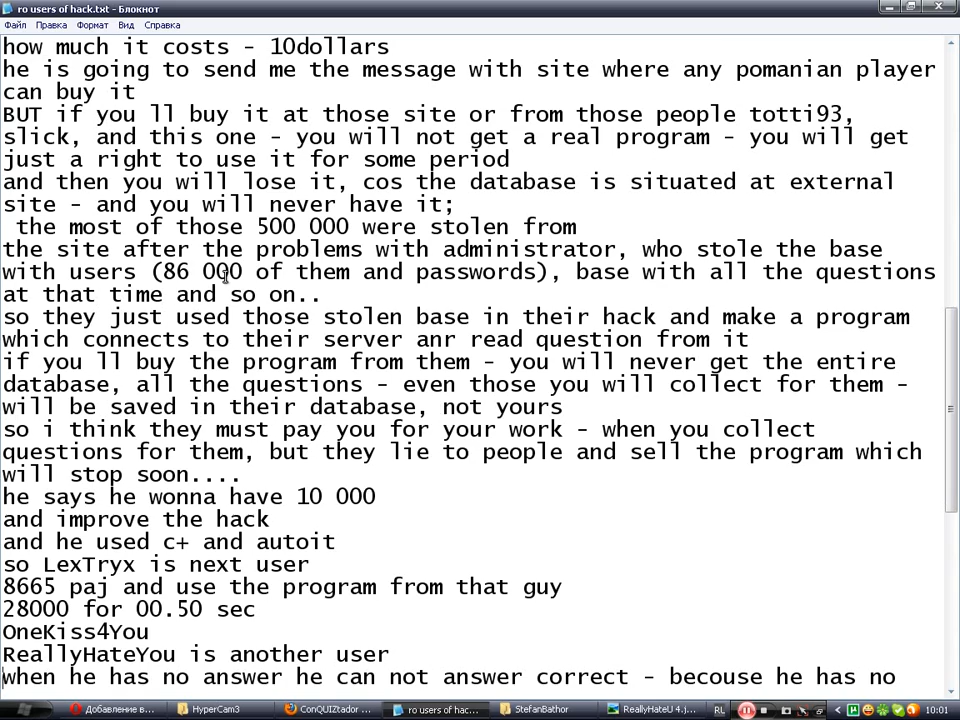 ro users of hack.txt - Блокнот
Файл Правка Формат Вид Справка
how much it costs - 10dollars
he is going to send me the message with site where any pomanian player
can buy it
BUT if you ll buy it at those site or from those people totti93,
slick, and this one - you will not get a real program - you will get
just a right to use it for some period
and then you will lose it, cos the database is situated at external
site - and you will never have it;
the most of those 500 000 were stolen from
the site after the problems with administrator, who stole the base
with users (86 000 of them and passwords), base with all the questions
at that time and so on..
so they just used those stolen base in their hack and make a program
which connects to their server anr read question from it
if you ll buy the program from them - you will never get the entire
database, all the questions - even those you will collect for them -
will be saved in their database, not yours
so i think they must pay you for your work - when you collect
questions for them, but they lie to people and sell the program which
will stop soon....
he says he wonna have 10 000
and improve the hack
and he used c+ and autoit
so LexTryx is next user
8665 paj and use the program from that guy
28000 for 00.50 sec
OneKiss4You
ReallyHateYou is another user
when he has no answer he can not answer correct - becouse he has no
Добавление в... HyperCam3 ConQUIZtador ... ro users of hac... StefanBathor ReallyHateU 4.j... 10:01